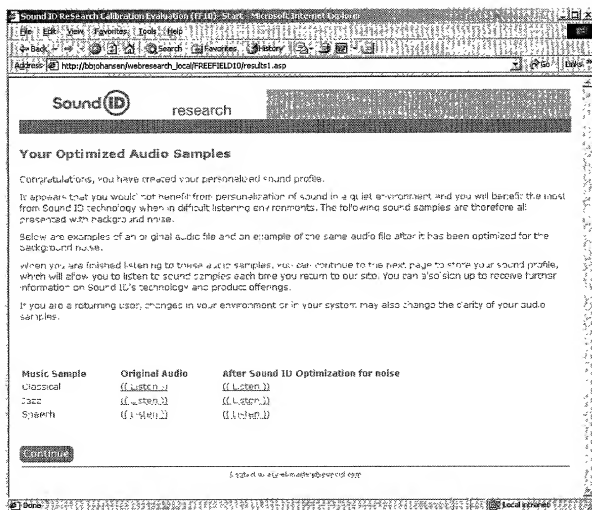 Sound ID ReSearch Calibration Evaluation (FF10)- Start - Microsoft Internet Explorer
File Edit View Favorites Tools Help
Back Search Favorites History
Address http://bbjohansen/webresearch_local/FREEFIELD10/results1.asp Go Links
Sound ID research
Your Optimized Audio Samples
Congratulations, you have created your personalized sound profile.
It appears that you would not benefit from personalization of sound in a quiet environment and you will benefit the most
from Sound ID technology when in difficult listening environments. The following sound samples are therefore all
presented with background noise.
Below are examples of an original audio file and an example of the same audio file after it has been optimized for the
background noise.
When you are finished listening to these audio samples, you can continue to the next page to store your sound profile,
which will allow you to listen to sound samples each time you return to our site. You can also sign up to receive further
information on Sound ID's technology and product offerings.
If you are a returning user, changes in your environment or in your system may also change the clarity of your audio
samples.
Music Sample Original Audio After Sound ID Optimization for noise
Classical (( Listen )) (( Listen ))
Jazz (( Listen )) (( Listen ))
Speech (( Listen )) (( Listen ))
Continue
Done Local intranet